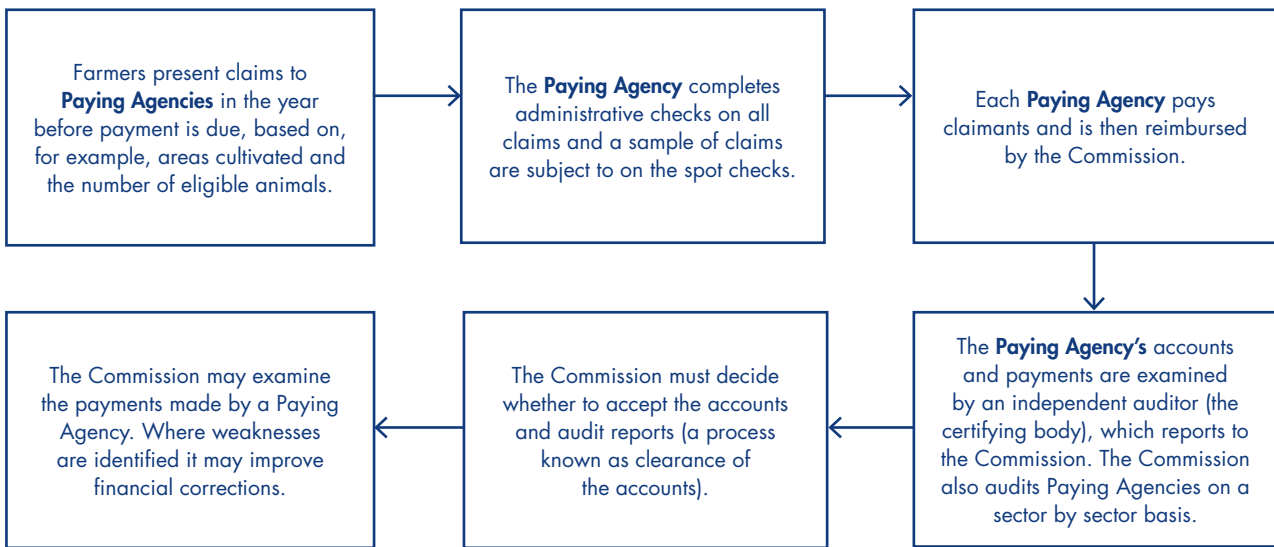 Farmers present claims to
Paying Agencies in the year
before payment is due, based on,
for example, areas cultivated and
the number of eligible animals.
The Paying Agency completes
administrative checks on all
claims and a sample of claims
are subject to on the spot checks.
Each Paying Agency pays
claimants and is then reimbursed
by the Commission.
The Paying Agency’s accounts
and payments are examined
by an independent auditor (the
certifying body), which reports to
the Commission. The Commission
also audits Paying Agencies on a
sector by sector basis.
The Commission must decide
whether to accept the accounts
and audit reports (a process
known as clearance of
the accounts).
The Commission may examine
the payments made by a Paying
Agency. Where weaknesses
are identified it may improve
financial corrections.